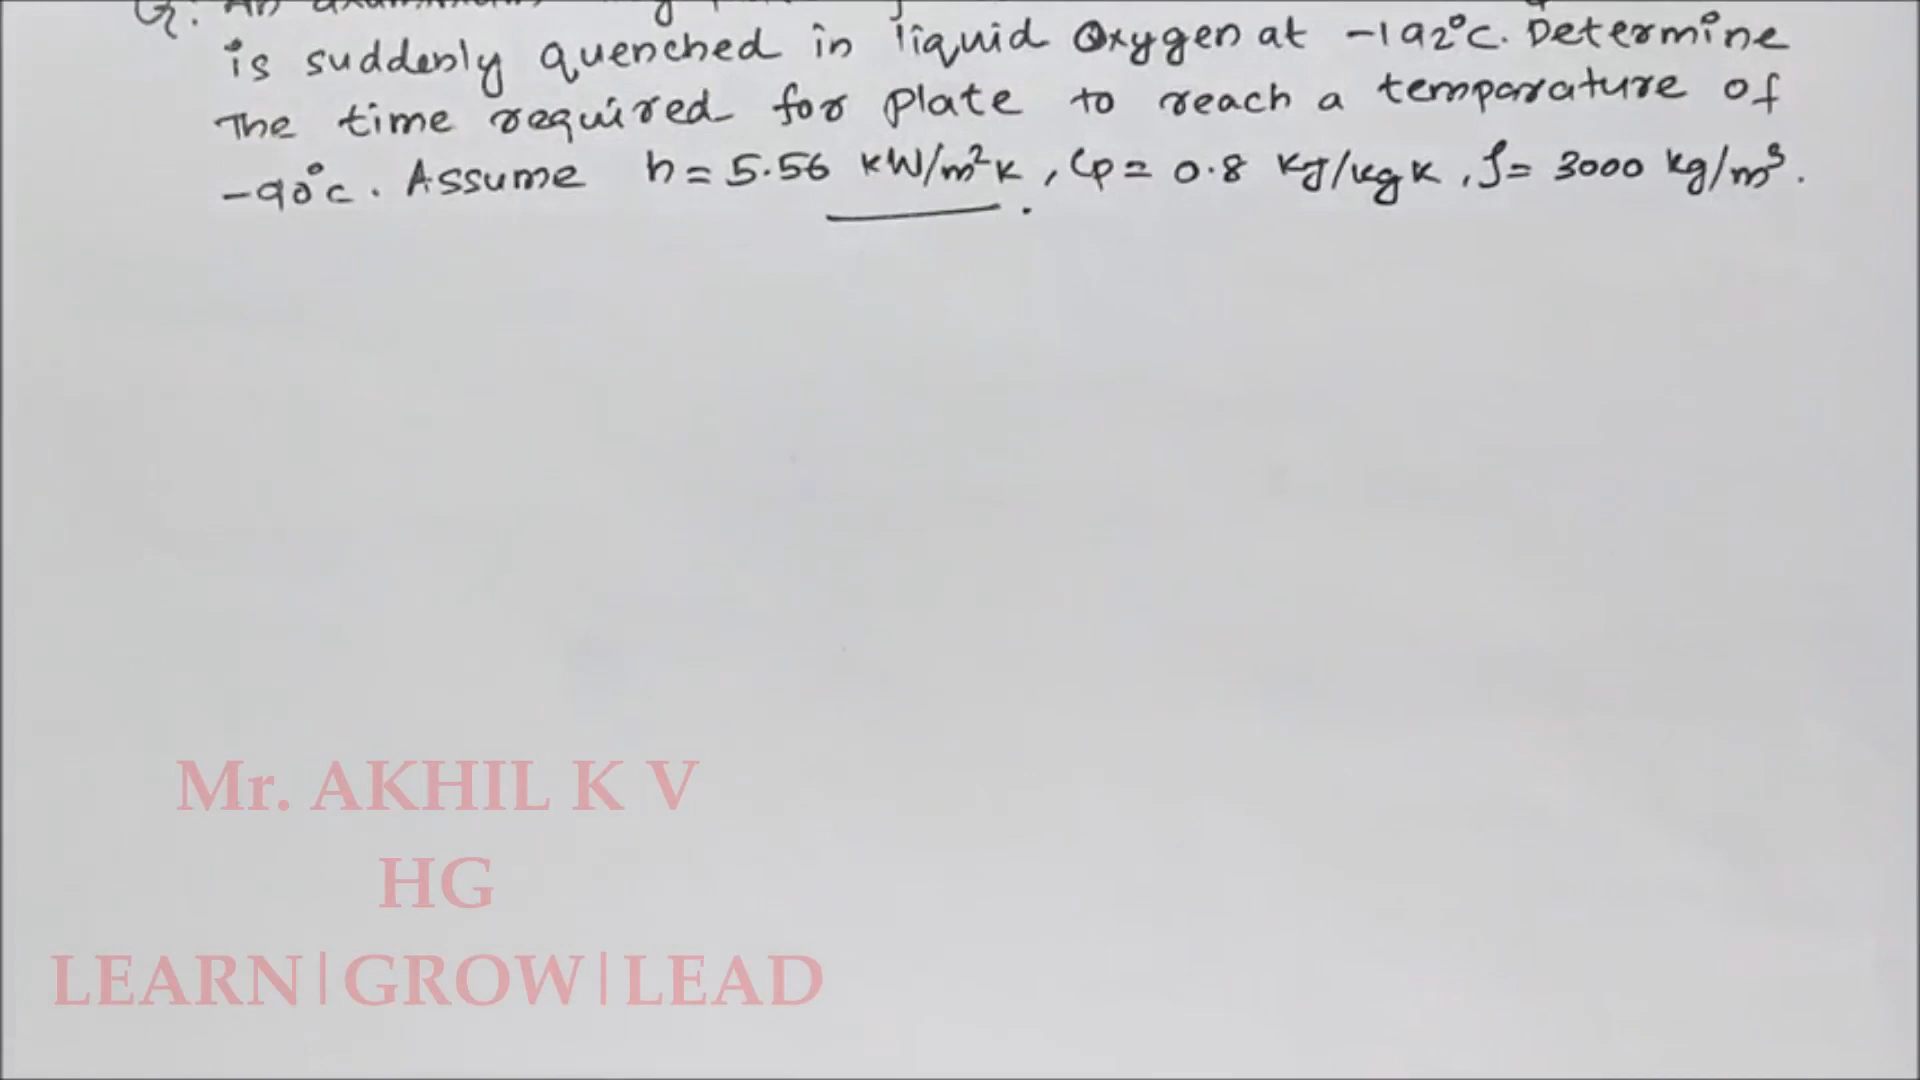 is suddenly quenched in liquid Oxygen at -192°C. Determine
The time required for plate to reach a temparature of
-90°C. Assume h = 5.56 kW/m²K, Cp = 0.8 KJ/kgK, ρ = 3000 kg/m³.
Mr. AKHIL K V
HG
LEARN|GROW|LEAD